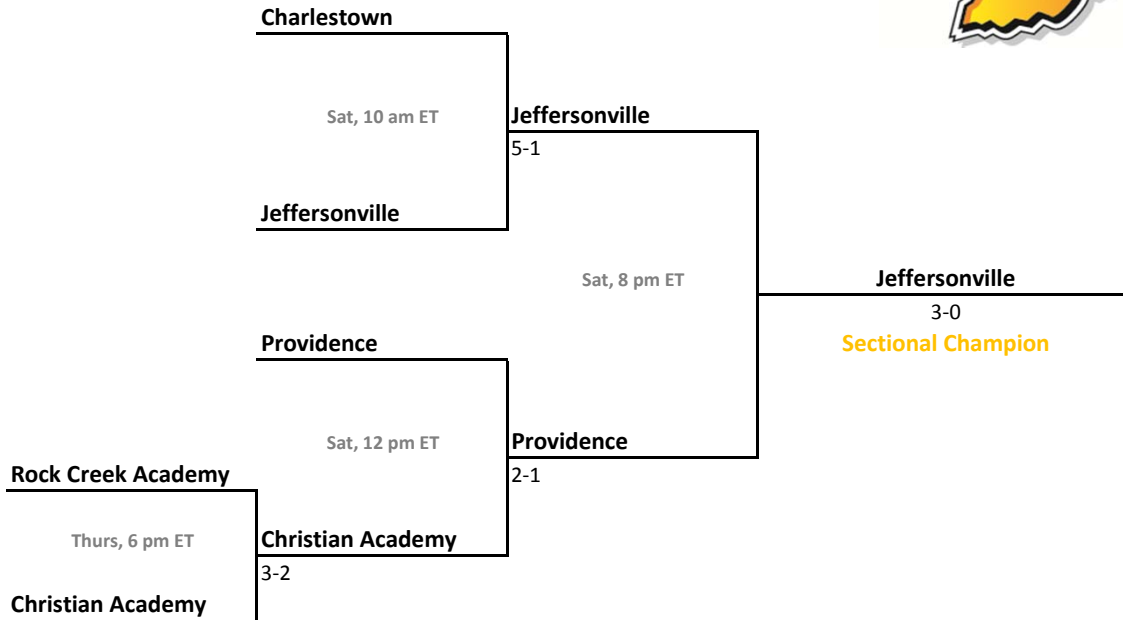 Charlestown
Sat, 10 am ET
Jeffersonville
5-1
Jeffersonville
Sat, 8 pm ET
Jeffersonville
3-0
Sectional Champion
Providence
Sat, 12 pm ET
Providence
2-1
Rock Creek Academy
Thurs, 6 pm ET
Christian Academy
3-2
Christian Academy